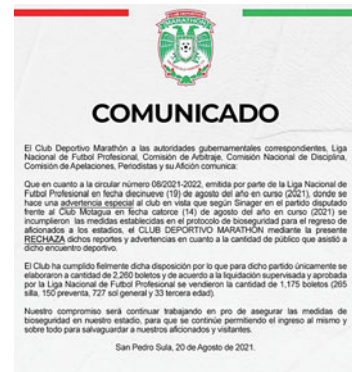 CLUB DEPORTIVO
MARATHON
COMUNICADO
El Club Deportivo Marathón a las autoridades gubernamentales correspondientes, Liga
Nacional de Futbol Profesional, Comisión de Arbitraje, Comisión Nacional de Disciplina,
Comisión de Apelaciones, Periodistas y su Afición comunica:
Que en cuanto a la circular número 08/2021-2022, emitida por parte de la Liga Nacional de
Futbol Profesional en fecha diecinueve (19) de agosto del año en curso (2021), donde se
hace una advertencia especial al club en vista que según Sinager en el partido disputado
frente al Club Motagua en fecha catorce (14) de agosto del año en curso (2021) se
incumplieron las medidas establecidas en el protocolo de bioseguridad para el regreso de
aficionados a los estadios, el CLUB DEPORTIVO MARATHÓN mediante la presente
RECHAZA dichos reportes y advertencias en cuanto a la cantidad de público que asistió a
dicho encuentro deportivo.
El Club ha cumplido fielmente dicha disposición por lo que para dicho partido únicamente se
elaboraron a cantidad de 2,260 boletos y de acuerdo a la liquidación supervisada y aprobada
por la Liga Nacional de Futbol Profesional se vendieron la cantidad de 1,175 boletos (265
silla, 150 preventa, 727 sol general y 33 tercera edad).
Nuestro compromiso será continuar trabajando en pro de asegurar las medidas de
bioseguridad en nuestro estadio, para que se continúe permitiendo el ingreso al mismo y
sobre todo para salvaguardar a nuestros aficionados y visitantes.
San Pedro Sula, 20 de Agosto de 2021.